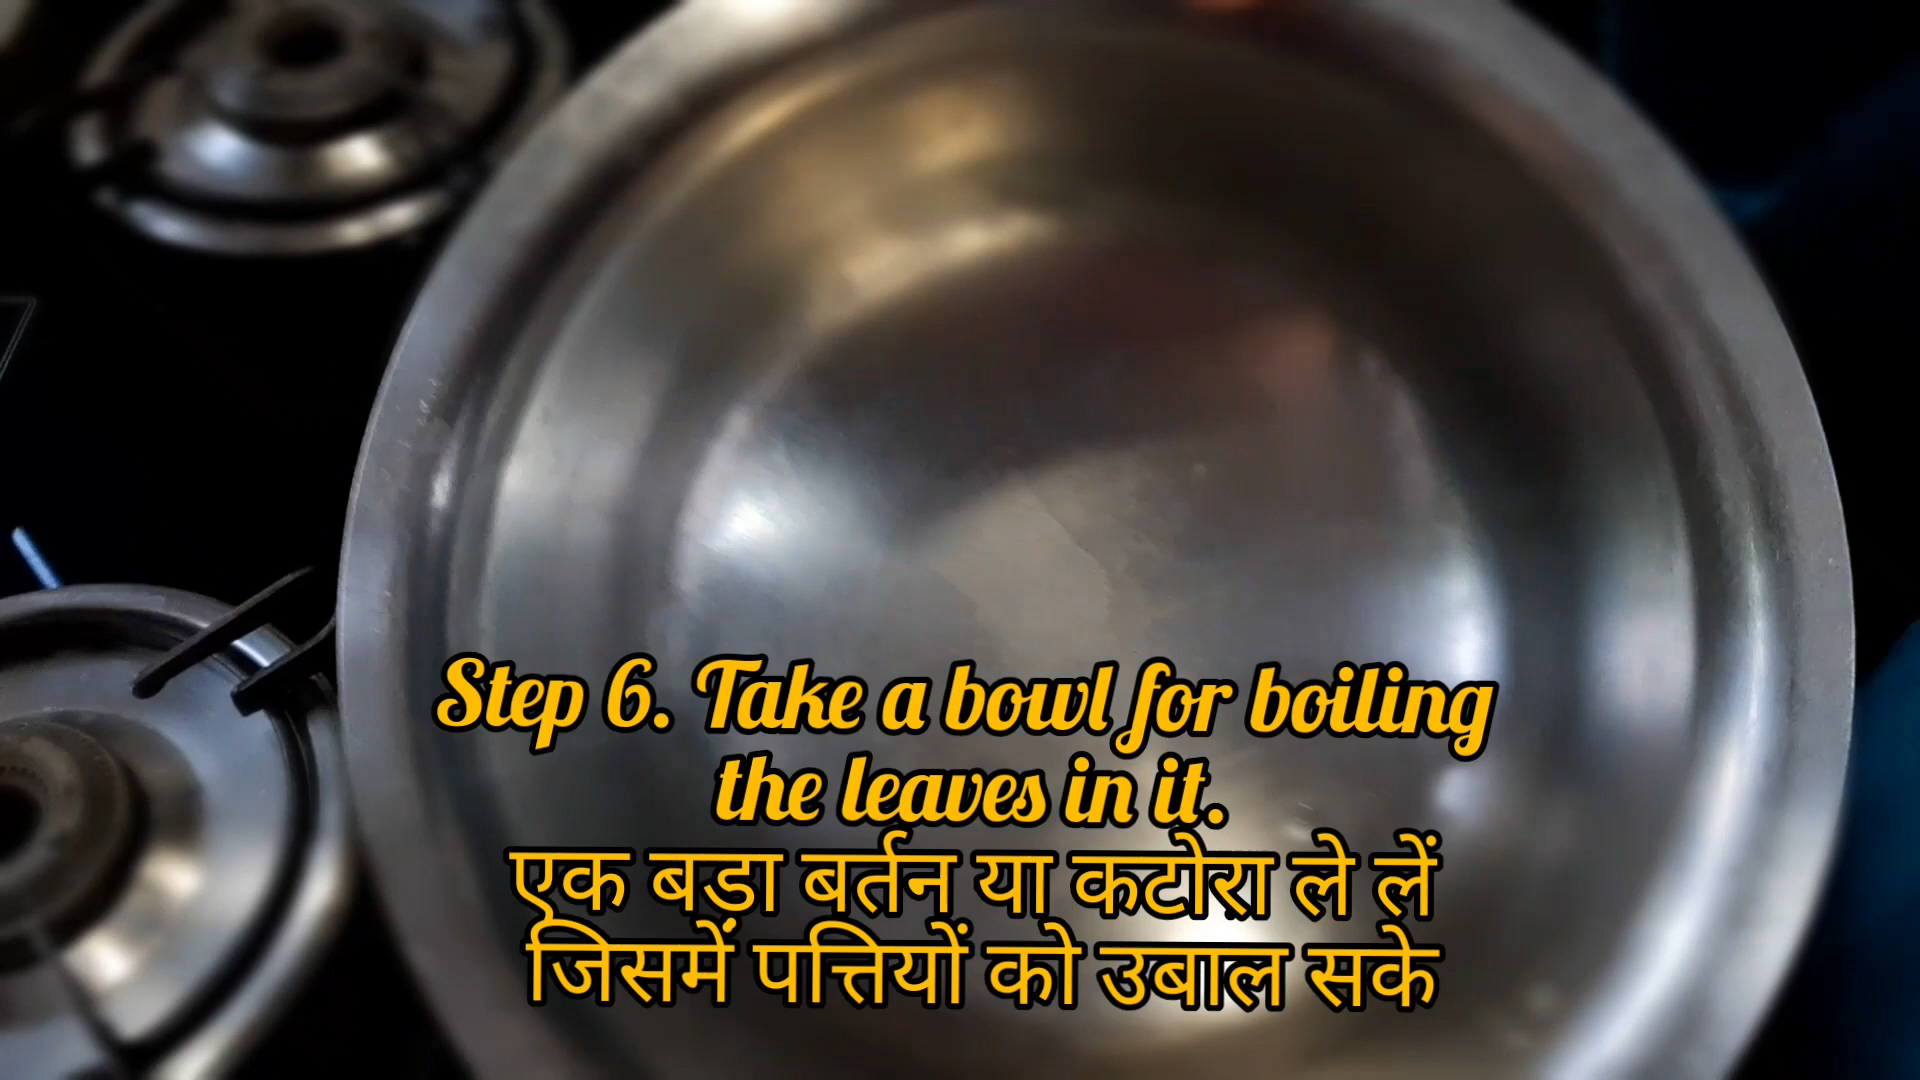 Step 6. Take a bowl for boiling
the leaves in it.
एक बड़ा बर्तन या कटोरा ले लें
जिसमें पत्तियों को उबाल सके